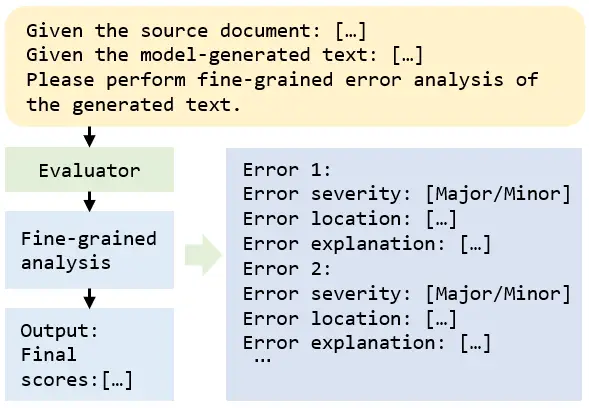 Given the source document: […]
Given the model-generated text: […]
Please perform fine-grained error analysis of
the generated text.
Evaluator
Fine-grained
analysis
Output:
Final
scores:[…]
Error 1:
Error severity: [Major/Minor]
Error location: […]
Error explanation: […]
Error 2:
Error severity: [Major/Minor]
Error location: […]
Error explanation: […]
…